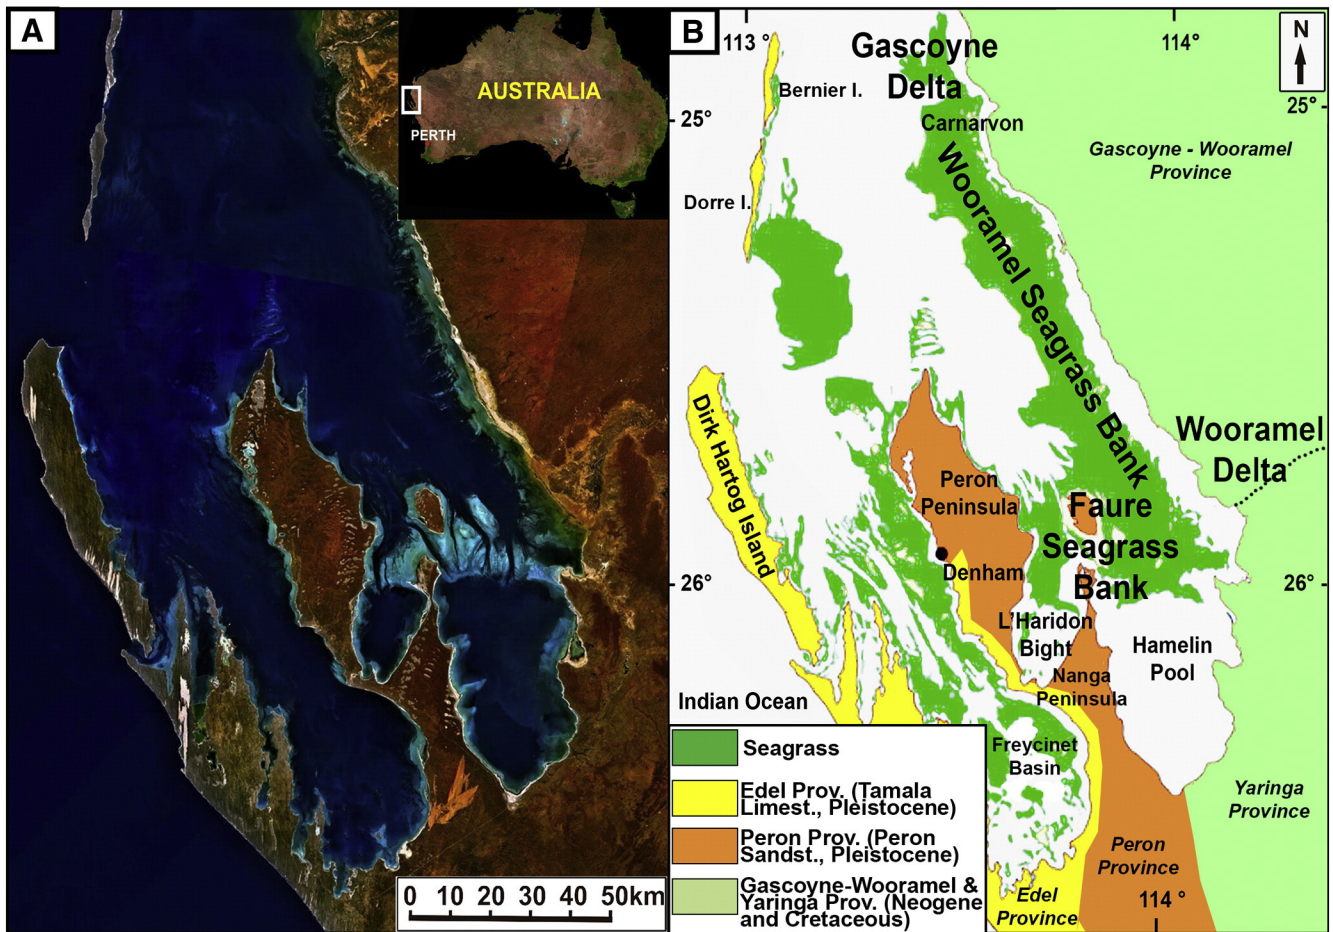 A
AUSTRALIA
PERTH
0 10 20 30 40 50km
B
113 °
Gascoyne
Delta
114°
N
Bernier I.
25°
25°
Carnarvon
Gascoyne - Wooramel
Province
Dorre I.
Wooramel Seagrass Bank
Dirk Hartog Island
Wooramel
Delta
Peron
Peninsula
Faure
Seagrass
Bank
Denham
26°
26°
L'Haridon
Bight
Hamelin
Pool
Nanga
Peninsula
Indian Ocean
Freycinet
Basin
Yaringa
Province
Peron
Province
Edel
Province
114 °
Seagrass
Edel Prov. (Tamala
Limest., Pleistocene)
Peron Prov. (Peron
Sandst., Pleistocene)
Gascoyne-Wooramel &
Yaringa Prov. (Neogene
and Cretaceous)